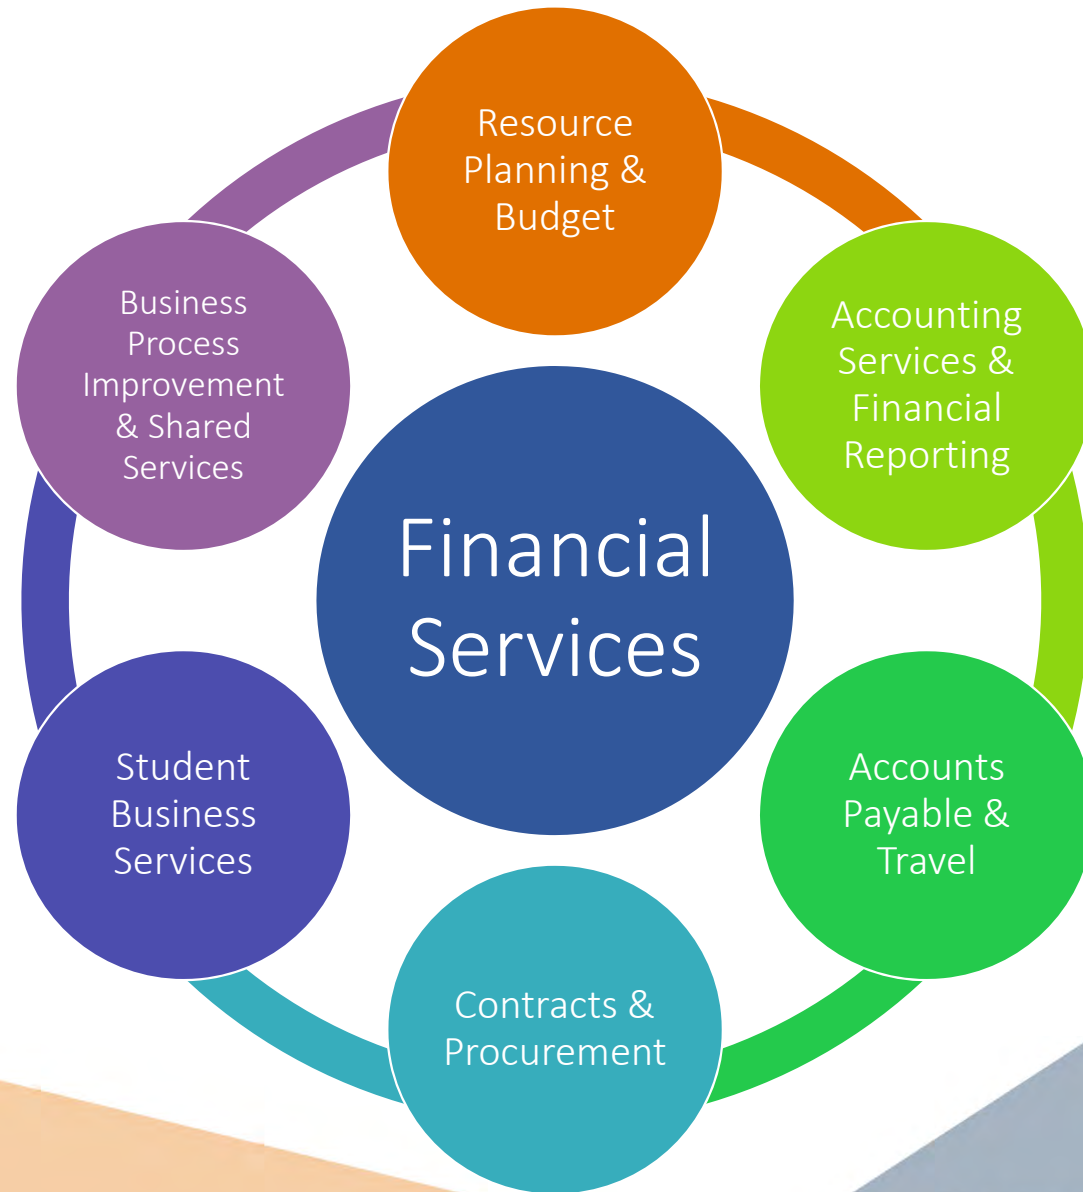 Resource
Planning &
Budget
Accounting
Services &
Financial
Reporting
Accounts
Payable &
Travel
Contracts &
Procurement
Student
Business
Services
Business
Process
Improvement
& Shared
Services
Financial
Services